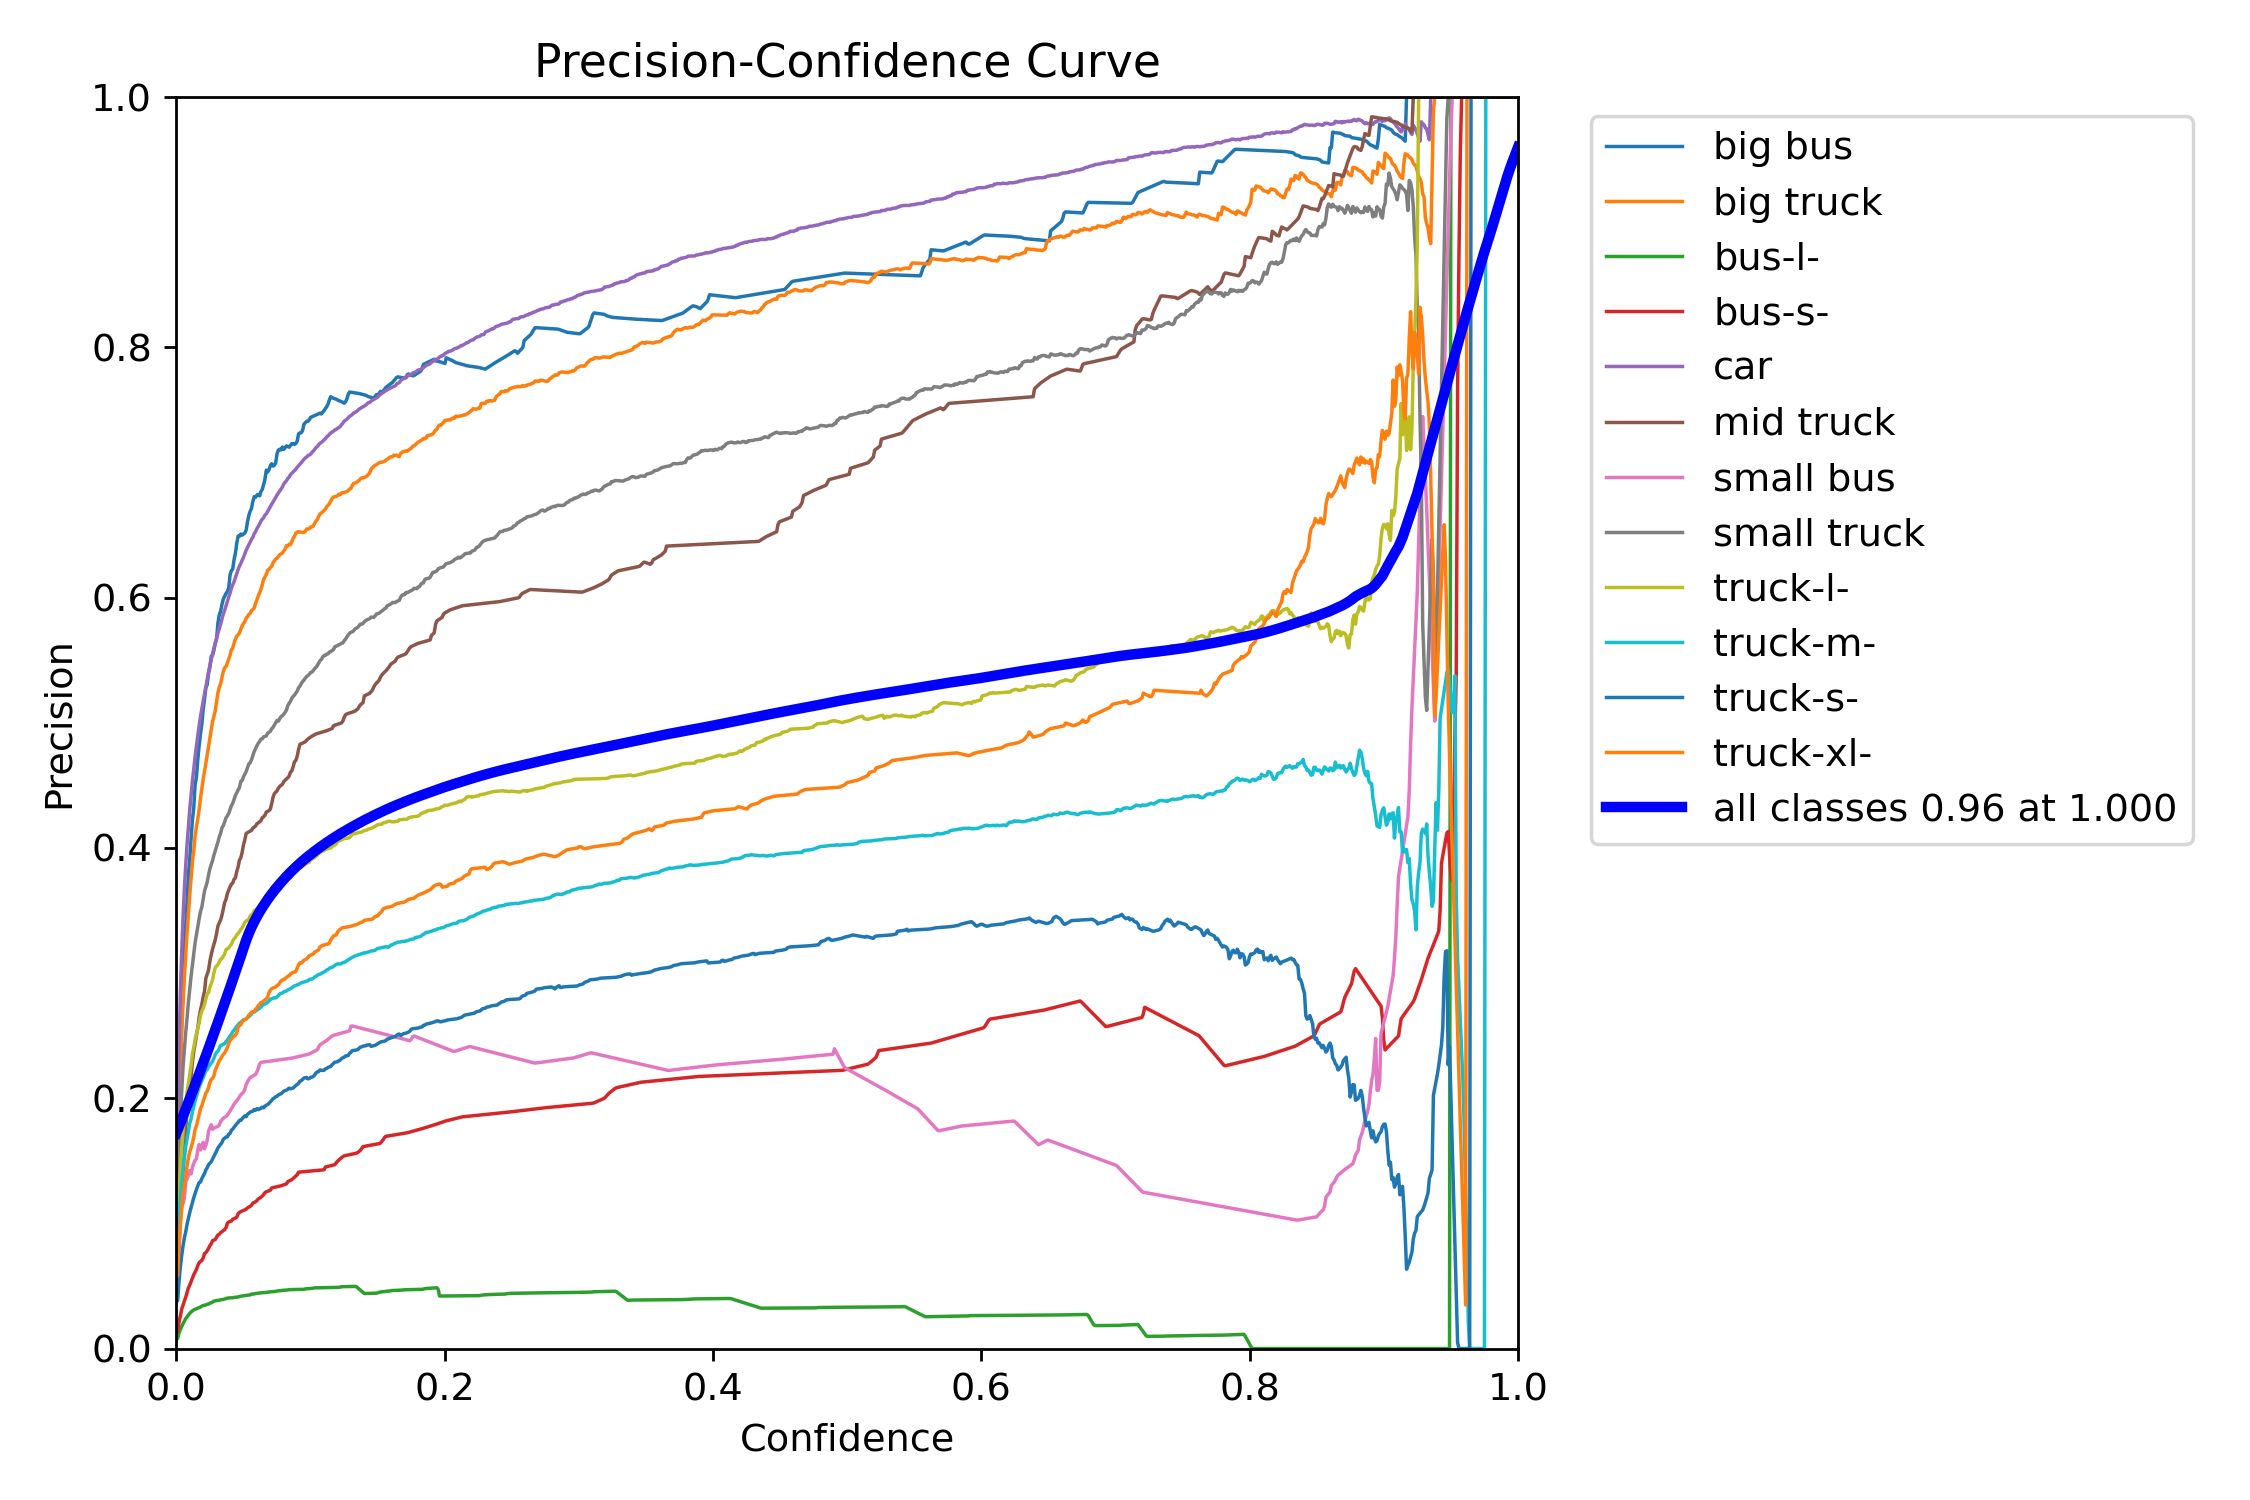 Precision-Confidence Curve
1.0
0.8
0.6
0.4
0.2
0.0
Precision
0.0 0.2 0.4 0.6 0.8 1.0
Confidence
big bus
big truck
bus-l-
bus-s-
car
mid truck
small bus
small truck
truck-l-
truck-m-
truck-s-
truck-xl-
all classes 0.96 at 1.000